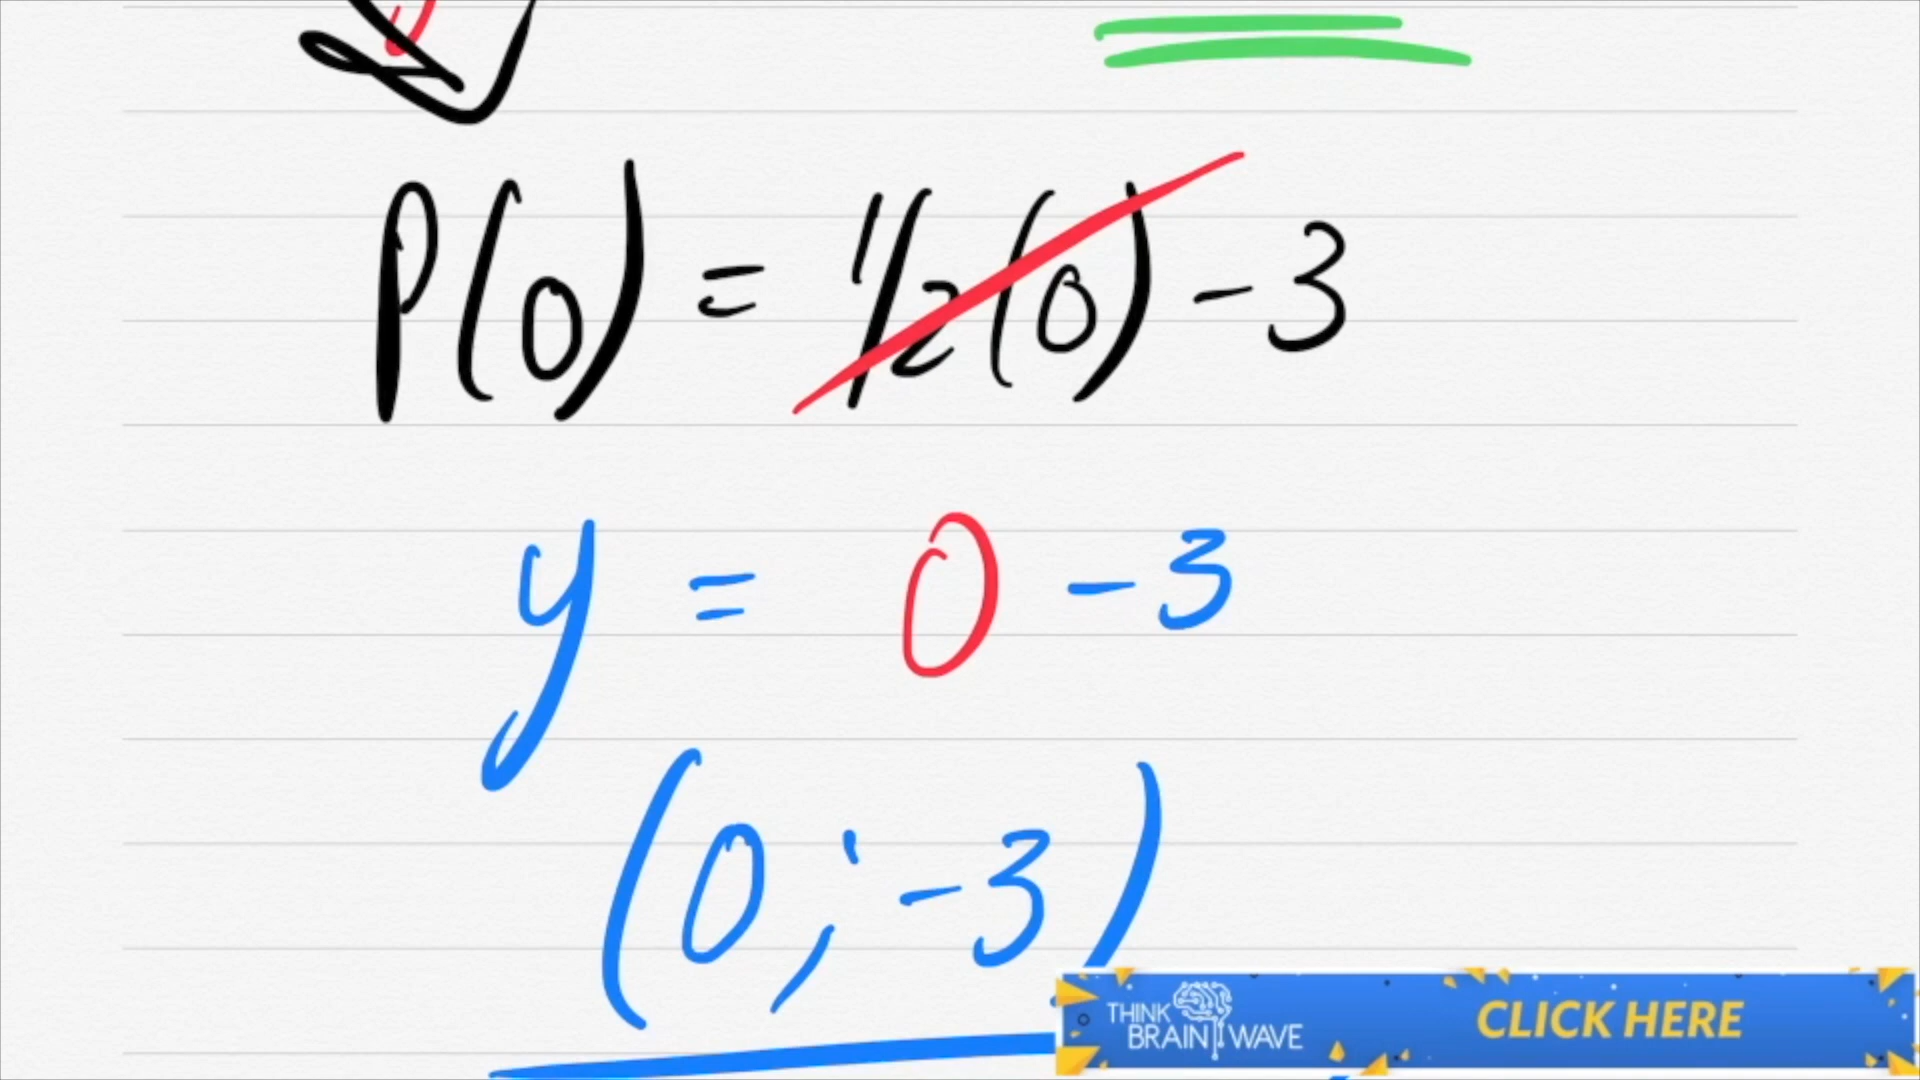 P(0) = 1/2(0) - 3
y = 0 - 3
(0; -3)
THINK
BRAIN WAVE
CLICK HERE